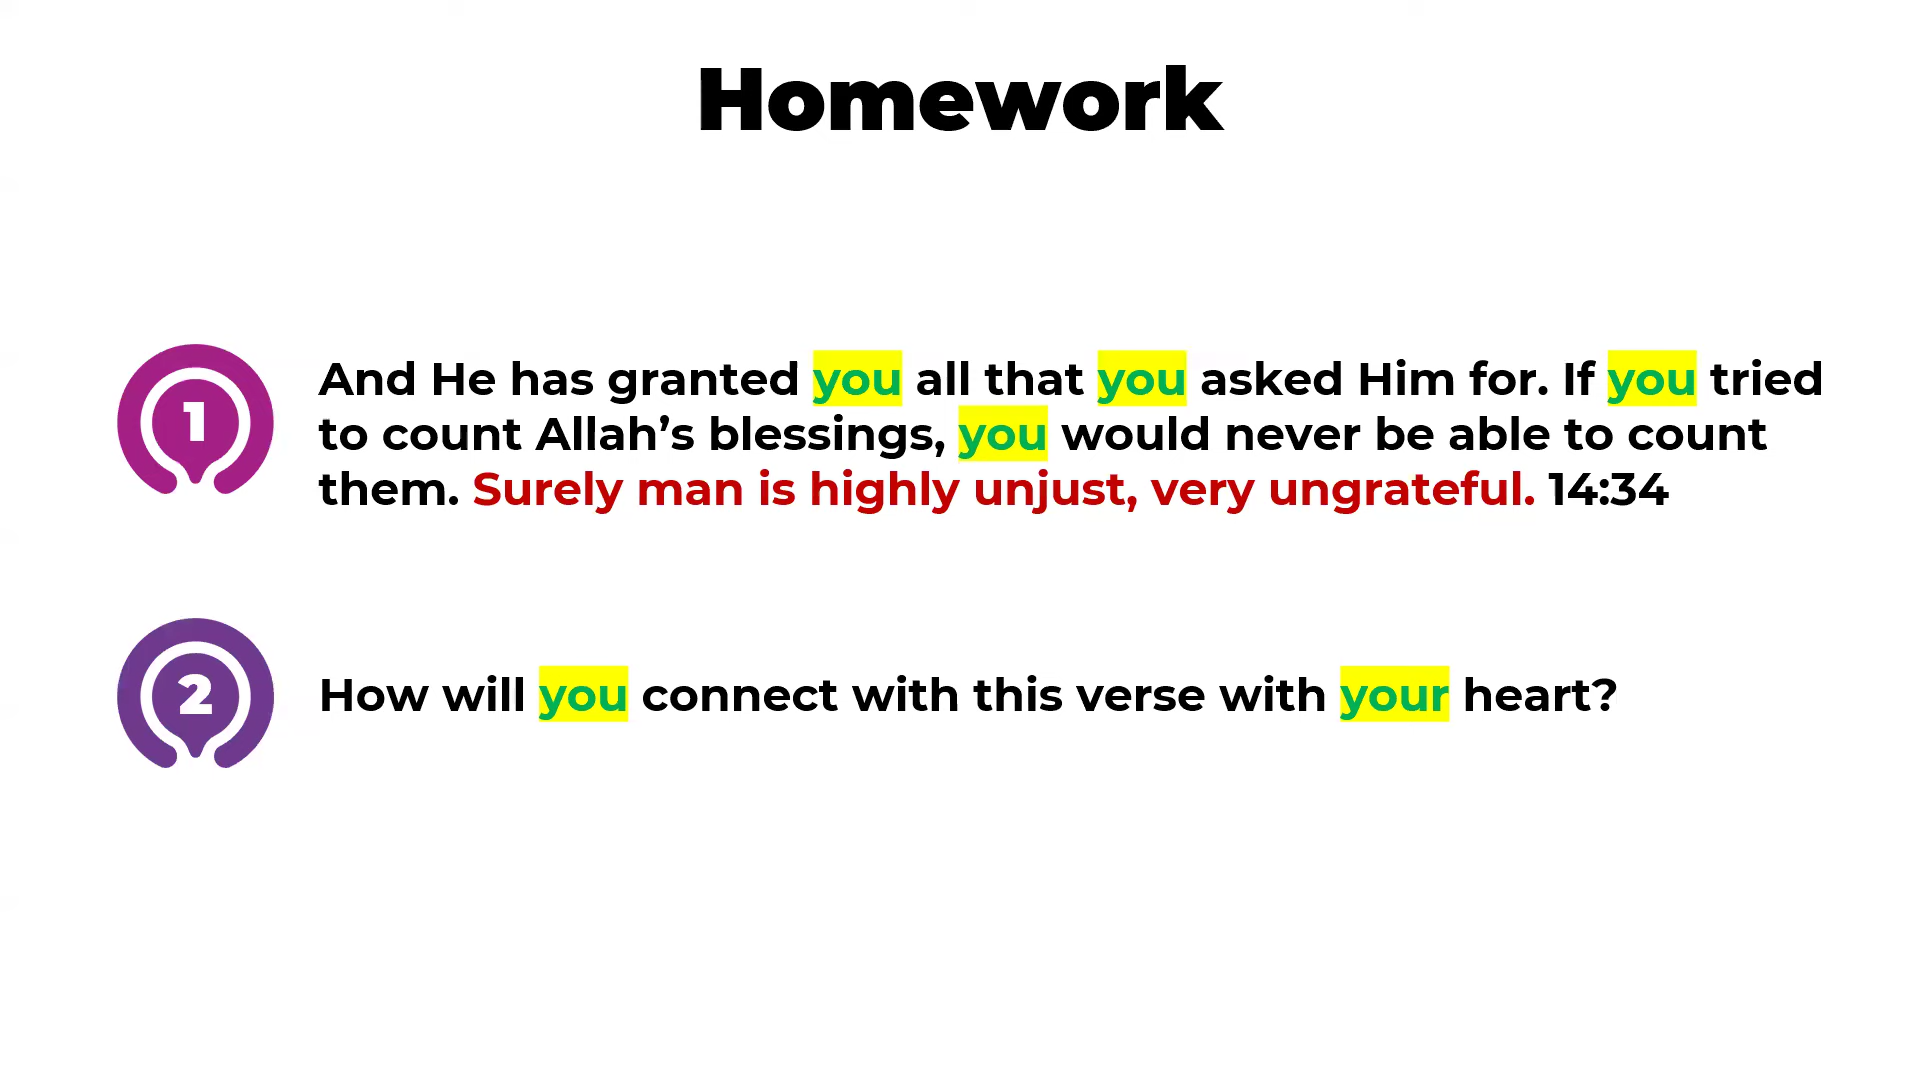 Homework
1
And He has granted you all that you asked Him for. If you tried
to count Allah’s blessings, you would never be able to count
them. Surely man is highly unjust, very ungrateful. 14:34
2
How will you connect with this verse with your heart?